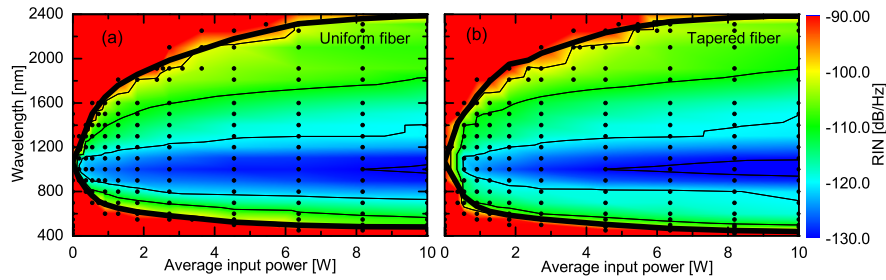 (a)
Uniform fiber
2400
2000
1600
1200
800
400
Wavelength [nm]
0 2 4 6 8 10
Average input power [W]
(b)
Tapered fiber
0 2 4 6 8 10
Average input power [W]
-90.00
-100.0
-110.0
-120.0
-130.0
RIN [dB/Hz]